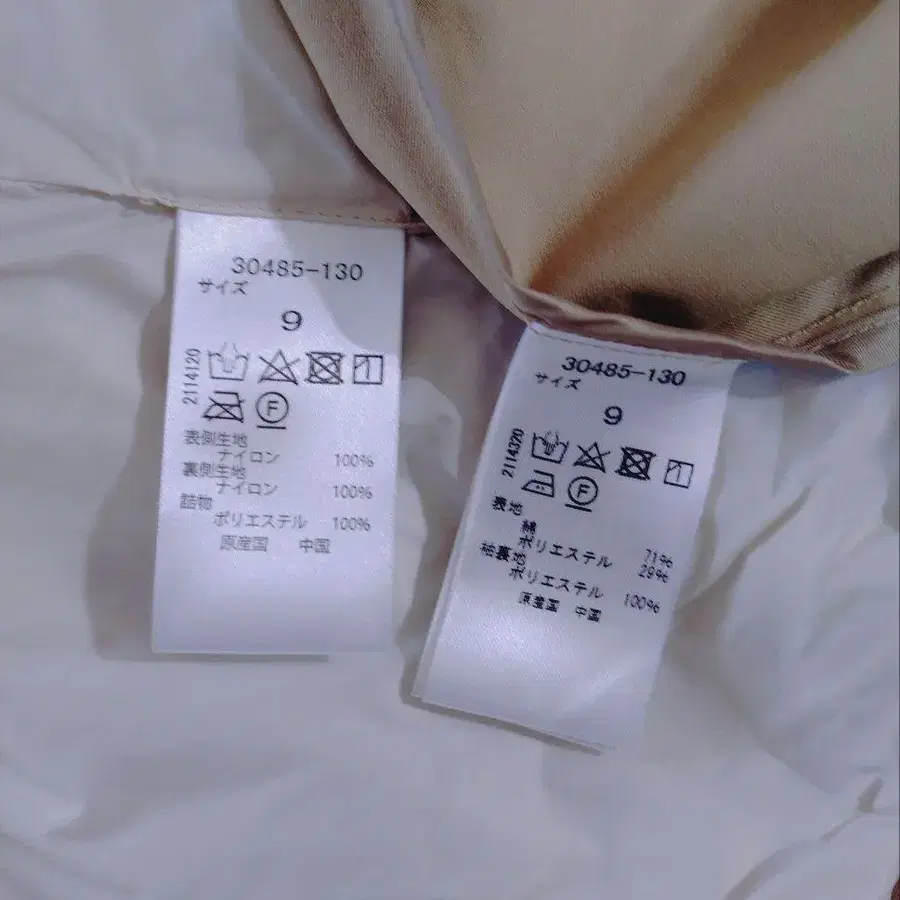 30485-130
サイズ
9
2114120
F
表側生地
ナイロン 100%
裏側生地
ナイロン 100%
詰物
ポリエステル 100%
原産国 中国
30485-130
サイズ
9
2114320
F
表地
綿 71%
ポリエステル 29%
袖裏地
ポリエステル 100%
原産国 中国